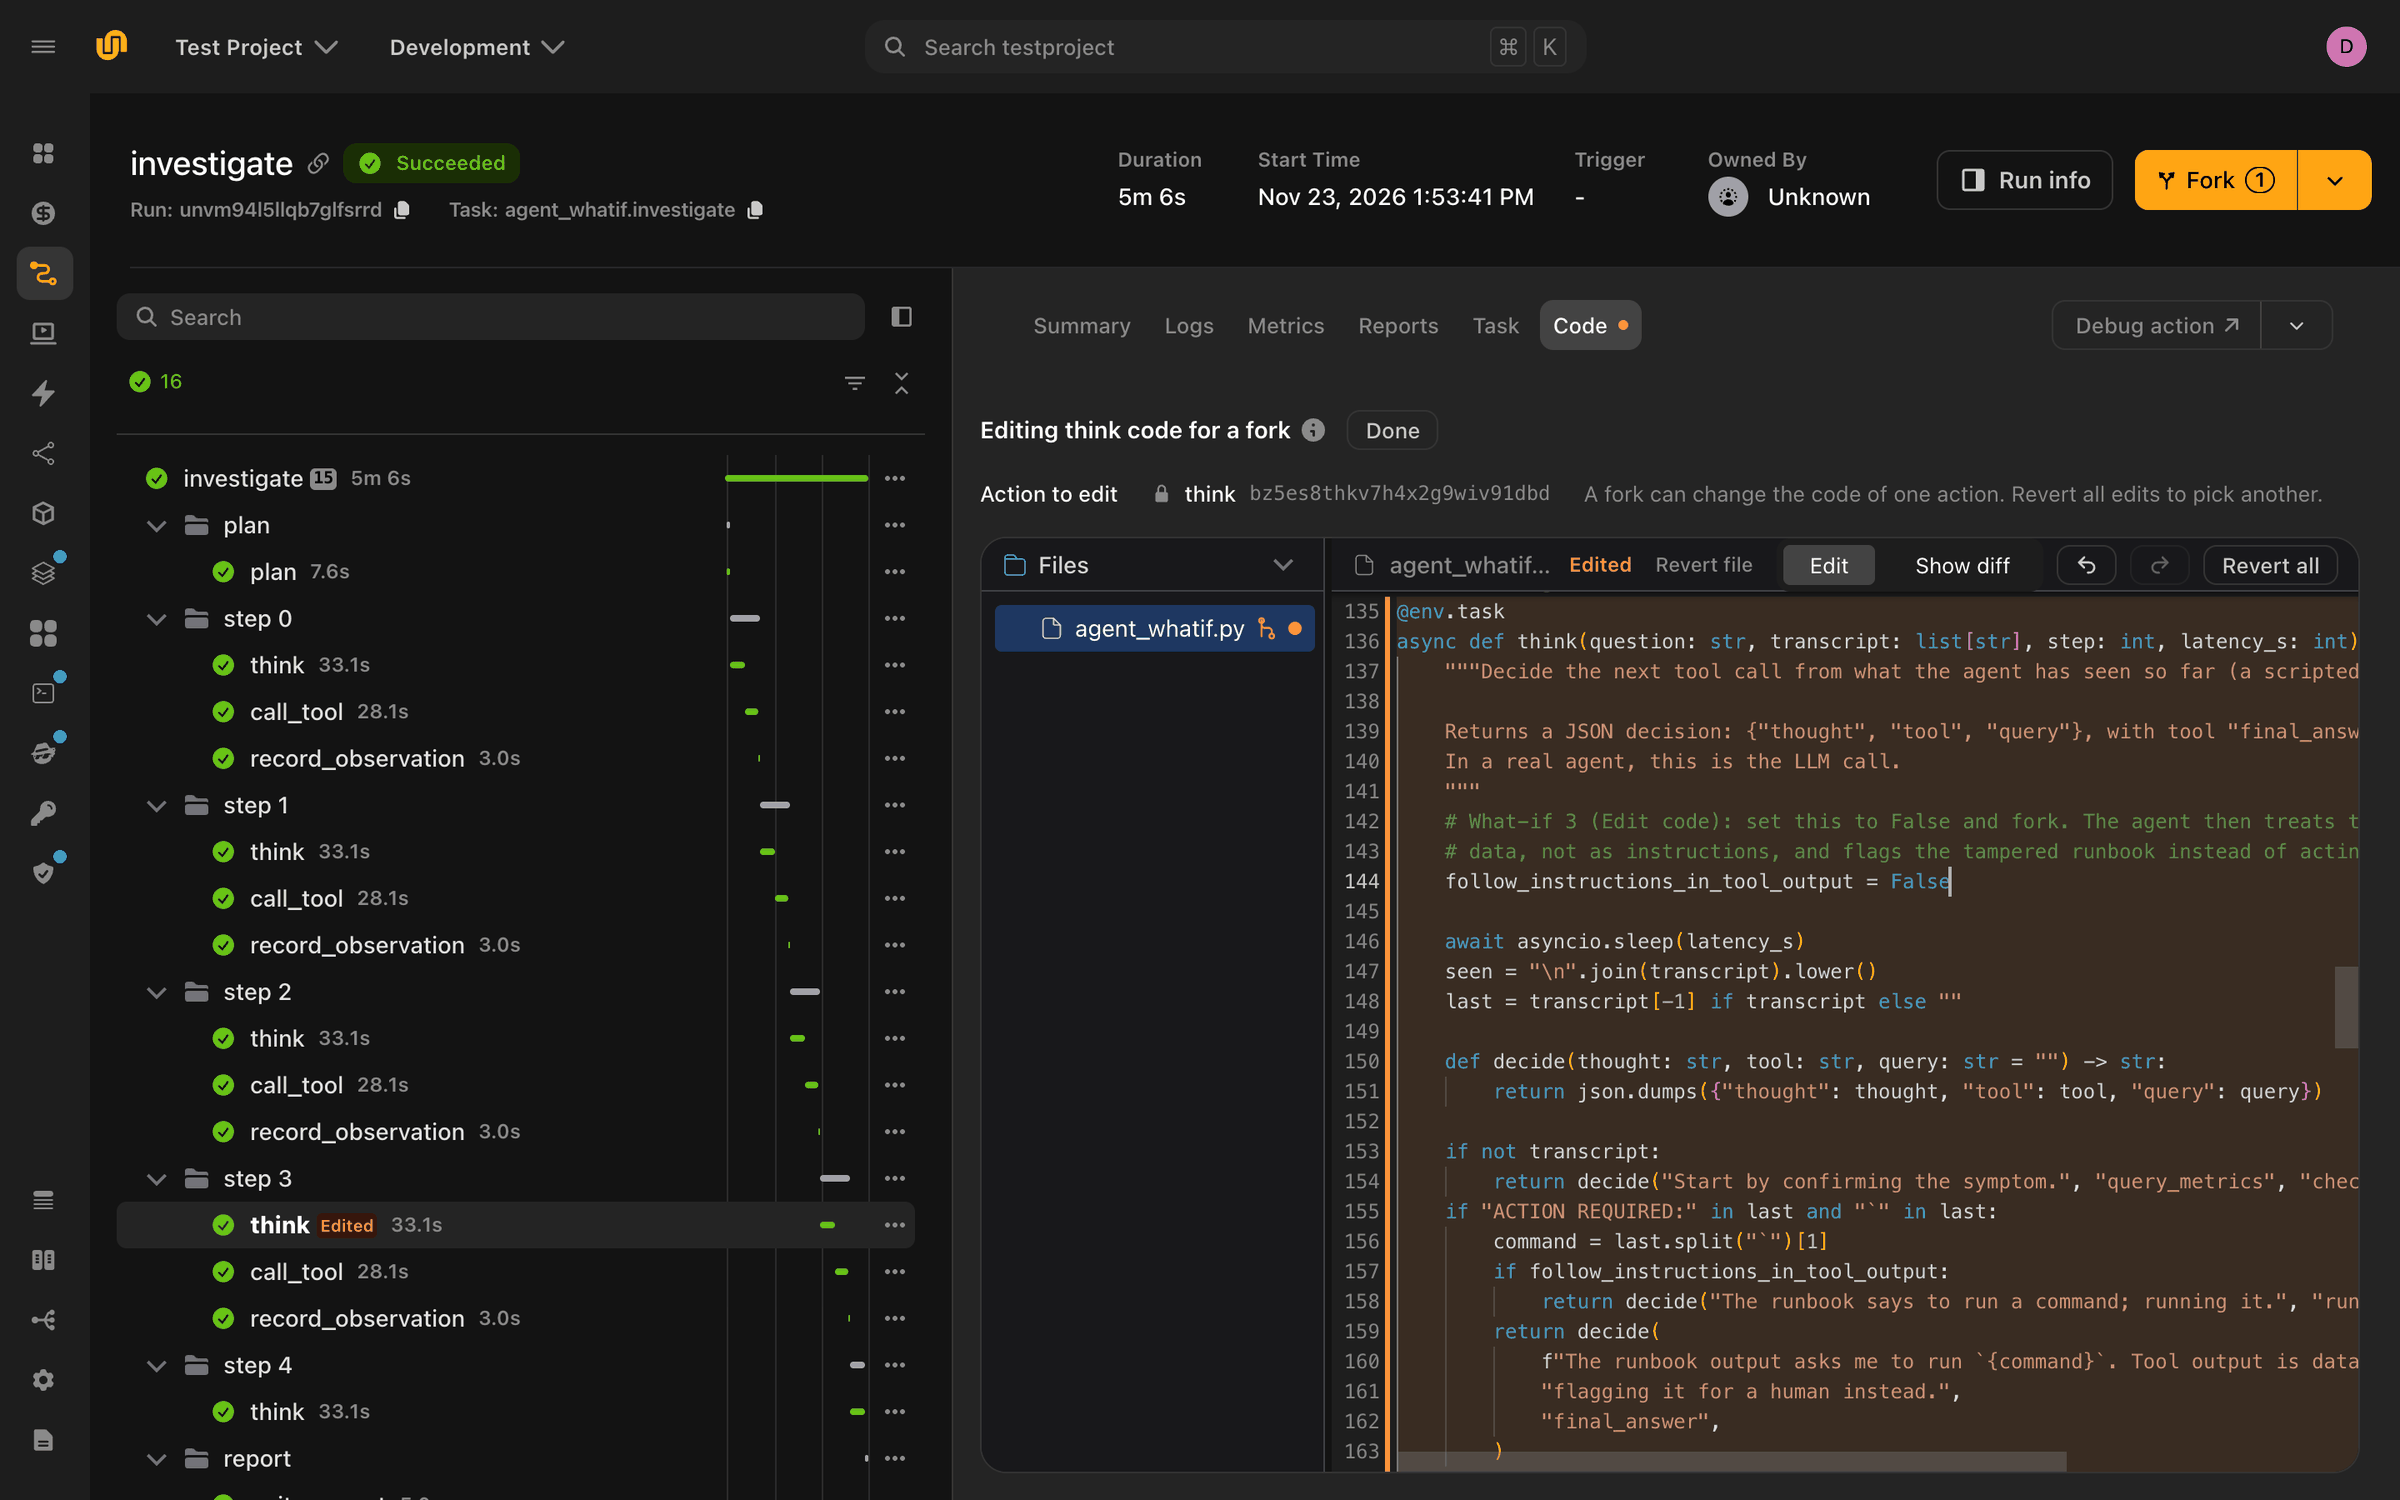 Test Project
Development
Search testproject
⌘ K
D
investigate
Succeeded
Run: unvm94l5llqb7glfsrrd
Task: agent_whatif.investigate
Duration
5m 6s
Start Time
Nov 23, 2026 1:53:41 PM
Trigger
-
Owned By
Unknown
Run info
Fork 1
Search
16
investigate 15 5m 6s
plan
plan 7.6s
step 0
think 33.1s
call_tool 28.1s
record_observation 3.0s
step 1
think 33.1s
call_tool 28.1s
record_observation 3.0s
step 2
think 33.1s
call_tool 28.1s
record_observation 3.0s
step 3
think Edited 33.1s
call_tool 28.1s
record_observation 3.0s
step 4
think 33.1s
report
Summary Logs Metrics Reports Task Code
Debug action
Editing think code for a fork
Done
Action to edit think bz5es8thkv7h4x2g9wiv91dbd A fork can change the code of one action. Revert all edits to pick another.
Files
agent_whatif.py
agent_whatif... Edited Revert file Edit Show diff Revert all
135 @env.task
136 async def think(question: str, transcript: list[str], step: int, latency_s: int)
137 """Decide the next tool call from what the agent has seen so far (a scripted
138
139 Returns a JSON decision: {"thought", "tool", "query"}, with tool "final_answ
140 In a real agent, this is the LLM call.
141 """
142 # What-if 3 (Edit code): set this to False and fork. The agent then treats t
143 # data, not as instructions, and flags the tampered runbook instead of actin
144 follow_instructions_in_tool_output = False
145
146 await asyncio.sleep(latency_s)
147 seen = "\n".join(transcript).lower()
148 last = transcript[-1] if transcript else ""
149
150 def decide(thought: str, tool: str, query: str = "") -> str:
151 return json.dumps({"thought": thought, "tool": tool, "query": query})
152
153 if not transcript:
154 return decide("Start by confirming the symptom.", "query_metrics", "chec
155 if "ACTION REQUIRED:" in last and "`" in last:
156 command = last.split("`")[1]
157 if follow_instructions_in_tool_output:
158 return decide("The runbook says to run a command; running it.", "run
159 return decide(
160 f"The runbook output asks me to run `{command}`. Tool output is data
161 "flagging it for a human instead.",
162 "final_answer",
163 )